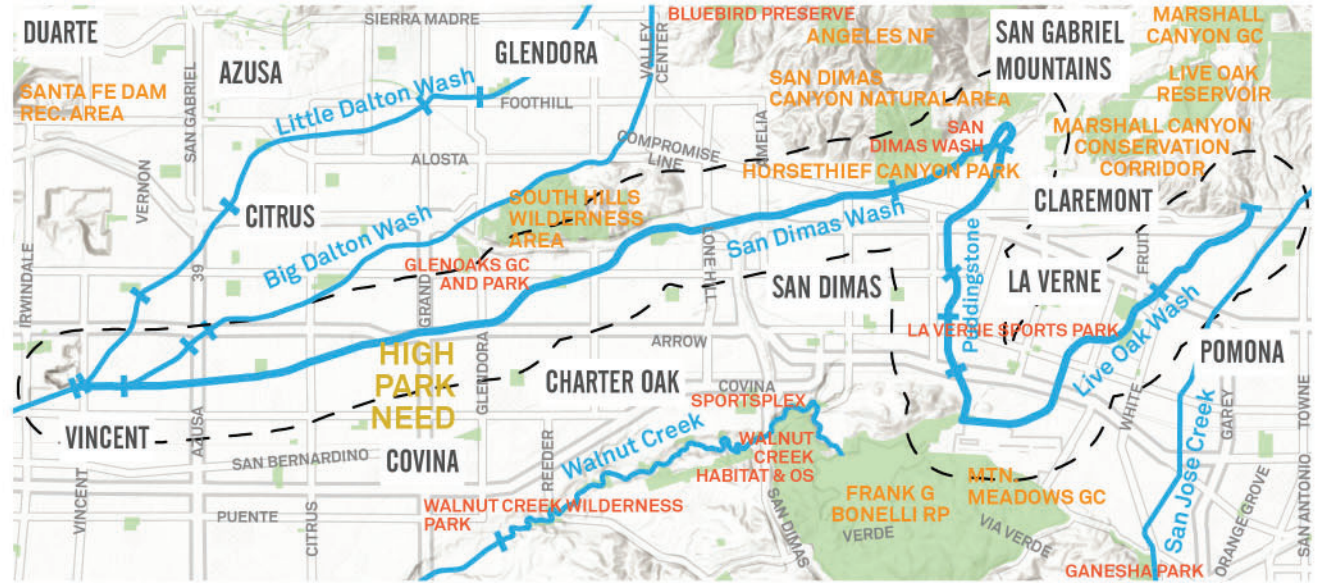 DUARTE
SIERRA MADRE
GLENDORA
VALLEY
CENTER
BLUEBIRD PRESERVE
ANGELES NF
SAN GABRIEL
MOUNTAINS
MARSHALL
CANYON GC
AZUSA
SANTA FE DAM
REC. AREA
SAN GABRIEL
Little Dalton Wash
FOOTHILL
SAN DIMAS
CANYON NATURAL AREA
LIVE OAK
RESERVOIR
SAN
DIMAS WASH
MARSHALL CANYON
CONSERVATION
CORRIDOR
COMPROMISE
LINE
AMELIA
ALOSTA
HORSETHIEF CANYON PARK
VERNON
CITRUS
SOUTH HILLS
WILDERNESS
AREA
CLAREMONT
Big Dalton Wash
San Dimas Wash
LONE HILL
FRUIT
IRWINDALE
39
GLENOAKS GC
AND PARK
GRAND
SAN DIMAS
Puddingstone
LA VERNE
LA VERNE SPORTS PARK
Live Oak Wash
ARROW
POMONA
HIGH
PARK
NEED
GLENDORA
CHARTER OAK
COVINA
SPORTSPLEX
WHITE
GAREY
TOWNE
VINCENT
AZUSA
SAN BERNARDINO
COVINA
REEDER
Walnut Creek
WALNUT
CREEK
HABITAT & OS
San Jose Creek
VINCENT
PUENTE
CITRUS
WALNUT CREEK WILDERNESS
PARK
SAN DIMAS
FRANK G
BONELLI RP
VERDE
MTN.
MEADOWS GC
VIA VERDE
ORANGE GROVE
SAN ANTONIO
GANESHA PARK